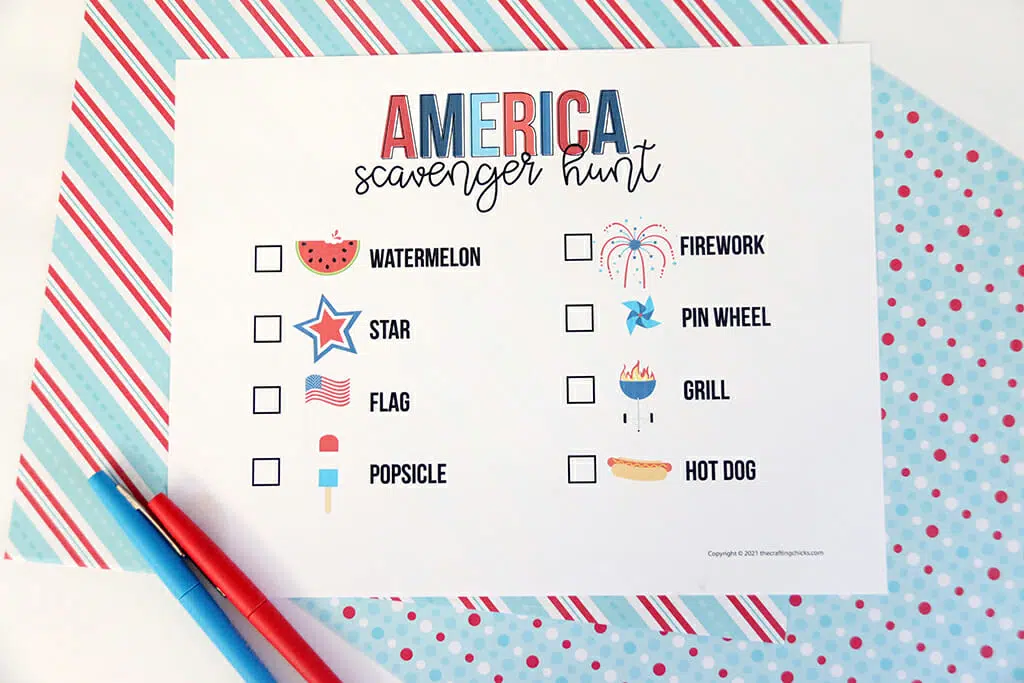 AMERICA
scavenger hunt
WATERMELON
STAR
FLAG
POPSICLE
FIREWORK
PIN WHEEL
GRILL
HOT DOG
Copyright © 2021 thecraftingchicks.com